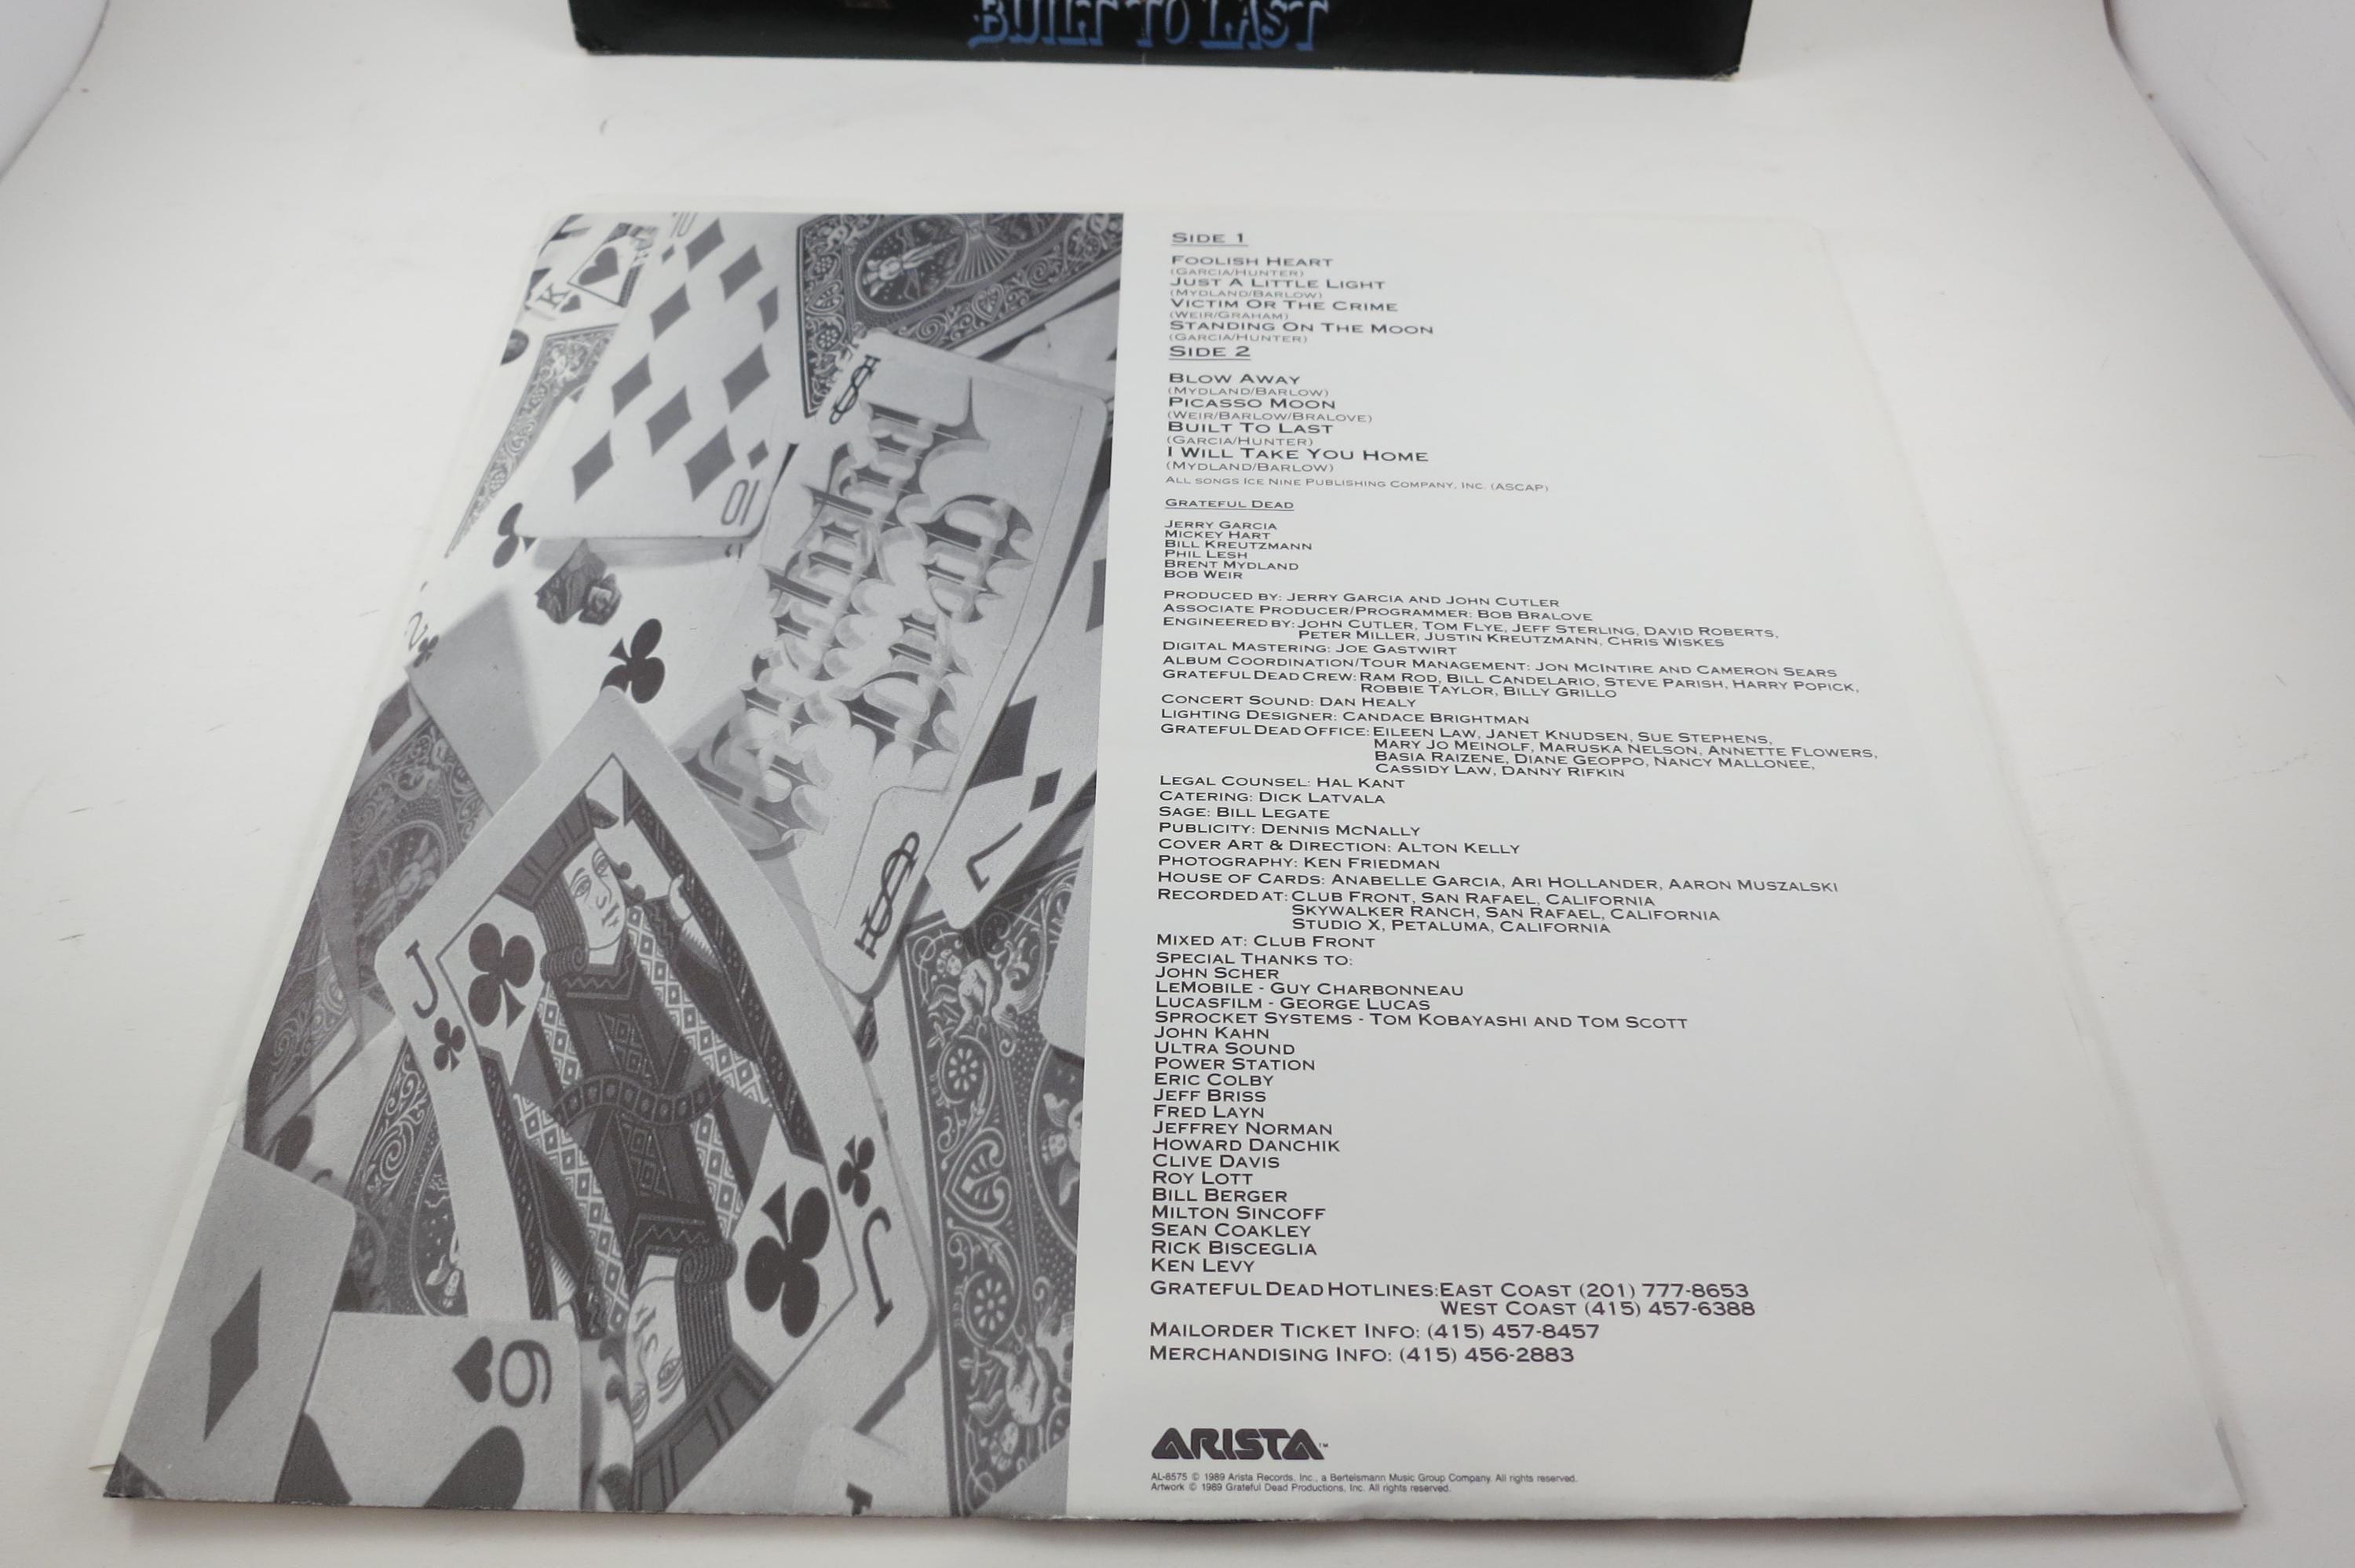 BUILT TO LAST
SIDE 1
FOOLISH HEART
(GARCIA/HUNTER)
JUST A LITTLE LIGHT
(MYDLAND/BARLOW)
VICTIM OR THE CRIME
(WEIR/GRAHAM)
STANDING ON THE MOON
(GARCIA/HUNTER)
SIDE 2
BLOW AWAY
(MYDLAND/BARLOW)
PICASSO MOON
(WEIR/BARLOW/BRALOVE)
BUILT TO LAST
(GARCIA/HUNTER)
I WILL TAKE YOU HOME
(MYDLAND/BARLOW)
ALL SONGS ICE NINE PUBLISHING COMPANY, INC. (ASCAP)
GRATEFUL DEAD
JERRY GARCIA
MICKEY HART
BILL KREUTZMANN
PHIL LESH
BRENT MYDLAND
BOB WEIR
PRODUCED BY: JERRY GARCIA AND JOHN CUTLER
ASSOCIATE PRODUCER/PROGRAMMER: BOB BRALOVE
ENGINEERED BY: JOHN CUTLER, TOM FLYE, JEFF STERLING, DAVID ROBERTS,
PETER MILLER, JUSTIN KREUTZMANN, CHRIS WISKES
DIGITAL MASTERING: JOE GASTWIRT
ALBUM COORDINATION/TOUR MANAGEMENT: JON MCINTIRE AND CAMERON SEARS
GRATEFUL DEAD CREW: RAM ROD, BILL CANDELARIO, STEVE PARISH, HARRY POPICK,
ROBBIE TAYLOR, BILLY GRILLO
CONCERT SOUND: DAN HEALY
LIGHTING DESIGNER: CANDACE BRIGHTMAN
GRATEFUL DEAD OFFICE: EILEEN LAW, JANET KNUDSEN, SUE STEPHENS,
MARY JO MEINOLF, MARUSKA NELSON, ANNETTE FLOWERS,
BASIA RAIZENE, DIANE GEOPPO, NANCY MALLONEE,
CASSIDY LAW, DANNY RIFKIN
LEGAL COUNSEL: HAL KANT
CATERING: DICK LATVALA
SAGE: BILL LEGATE
PUBLICITY: DENNIS MCNALLY
COVER ART & DIRECTION: ALTON KELLY
PHOTOGRAPHY: KEN FRIEDMAN
HOUSE OF CARDS: ANABELLE GARCIA, ARI HOLLANDER, AARON MUSZALSKI
RECORDED AT: CLUB FRONT, SAN RAFAEL, CALIFORNIA
SKYWALKER RANCH, SAN RAFAEL, CALIFORNIA
STUDIO X, PETALUMA, CALIFORNIA
MIXED AT: CLUB FRONT
SPECIAL THANKS TO:
JOHN SCHER
LEMOBILE - GUY CHARBONNEAU
LUCASFILM - GEORGE LUCAS
SPROCKET SYSTEMS - TOM KOBAYASHI AND TOM SCOTT
JOHN KAHN
ULTRA SOUND
POWER STATION
ERIC COLBY
JEFF BRISS
FRED LAYN
JEFFREY NORMAN
HOWARD DANCHIK
CLIVE DAVIS
ROY LOTT
BILL BERGER
MILTON SINCOFF
SEAN COAKLEY
RICK BISCEGLIA
KEN LEVY
GRATEFUL DEAD HOTLINES: EAST COAST (201) 777-8653
WEST COAST (415) 457-6388
MAILORDER TICKET INFO: (415) 457-8457
MERCHANDISING INFO: (415) 456-2883
ARISTA™
AL-8575 © 1989 Arista Records, Inc., a Bertelsmann Music Group Company. All rights reserved.
Artwork © 1989 Grateful Dead Productions, Inc. All rights reserved.
K
10
Grateful Dead
2
7
J
J
9